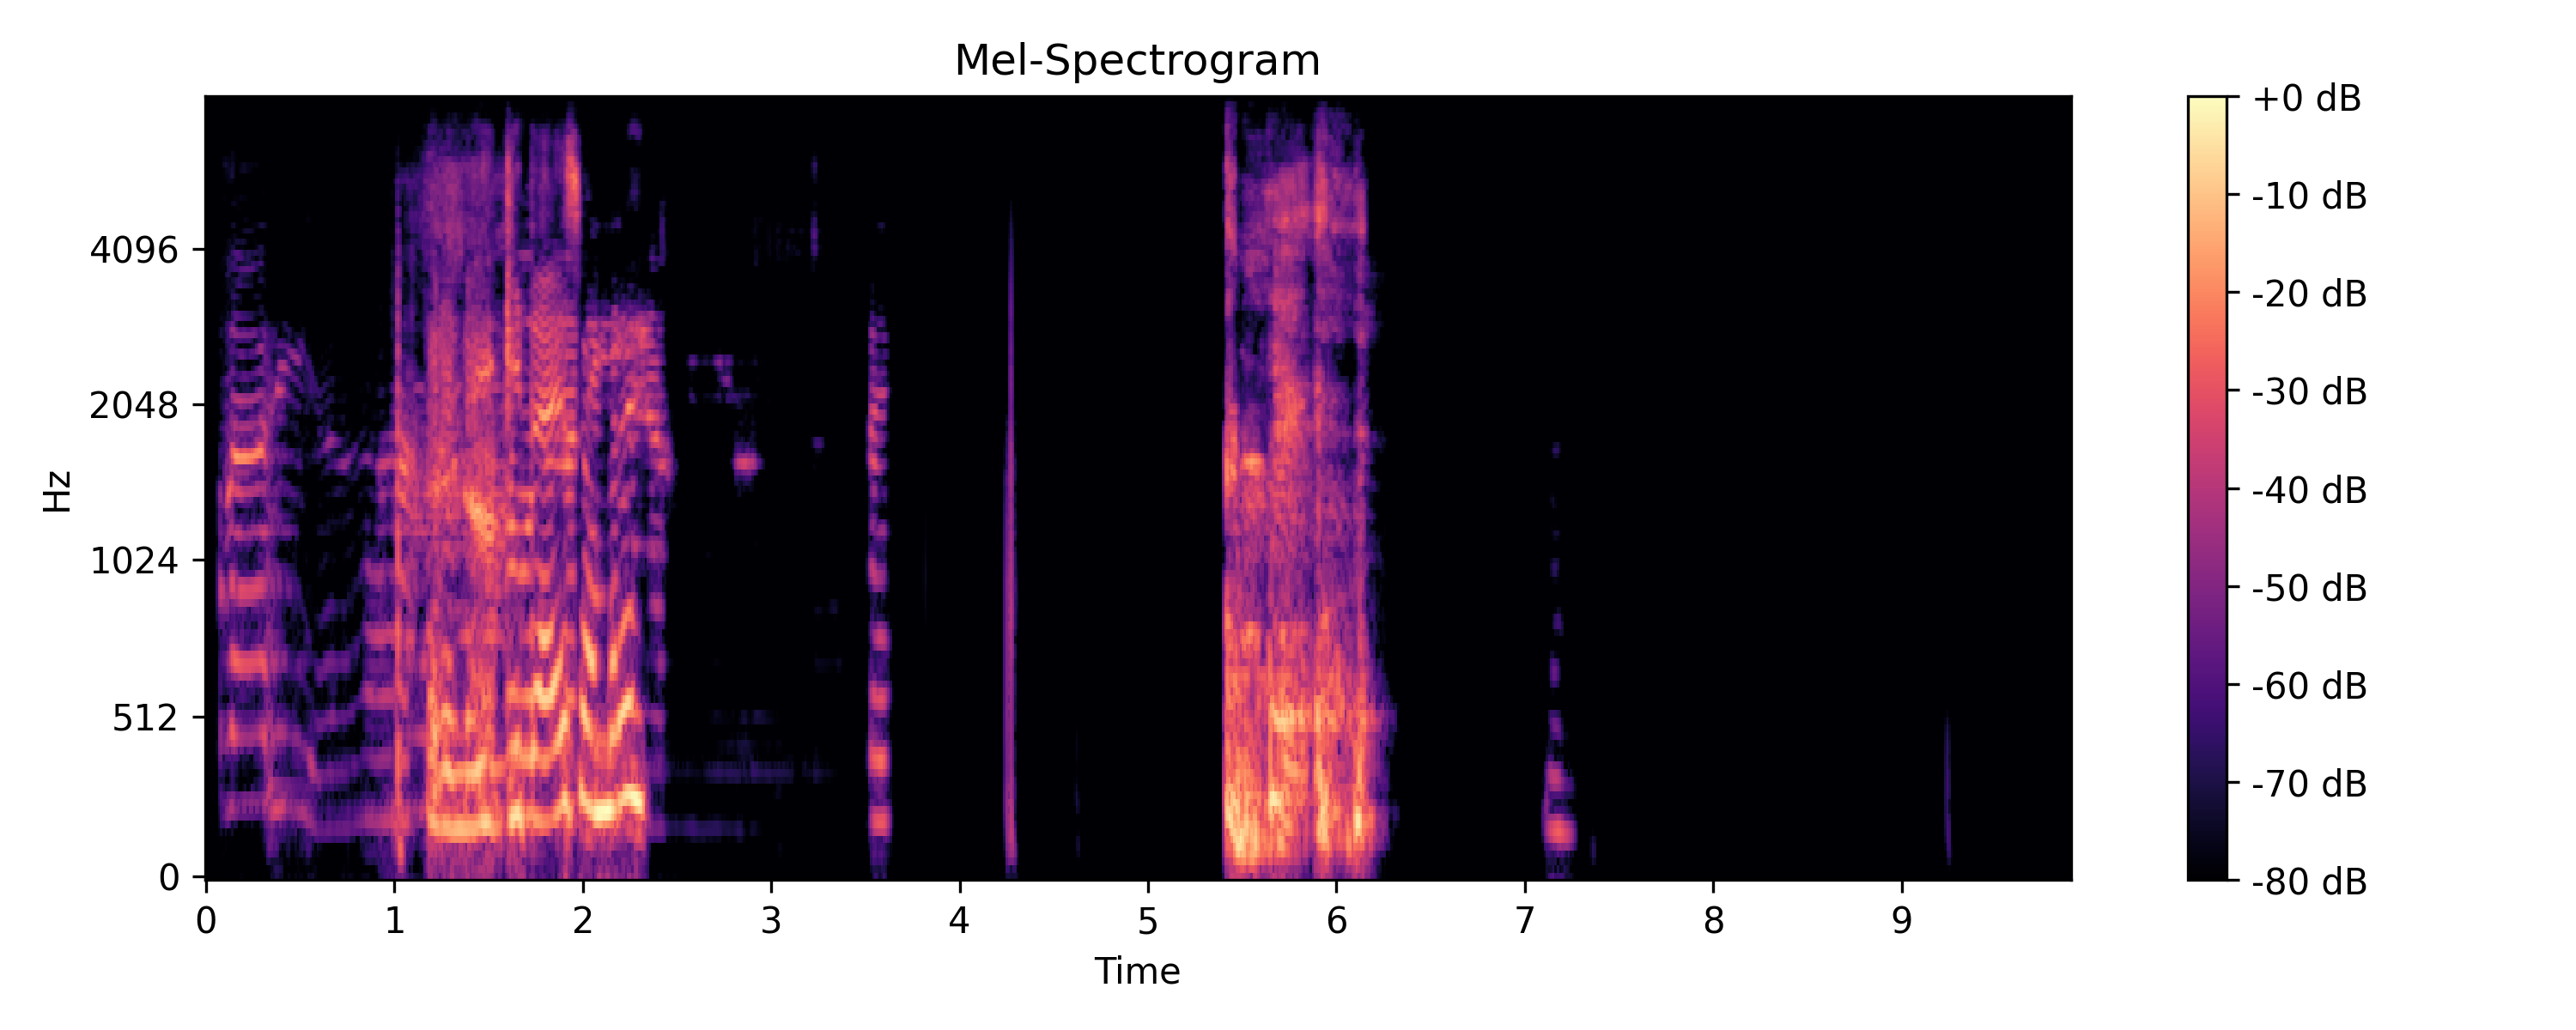 Mel-Spectrogram
+0 dB
-10 dB
-20 dB
-30 dB
-40 dB
-50 dB
-60 dB
-70 dB
-80 dB
Hz
4096
2048
1024
512
0
0 1 2 3 4 5 6 7 8 9
Time